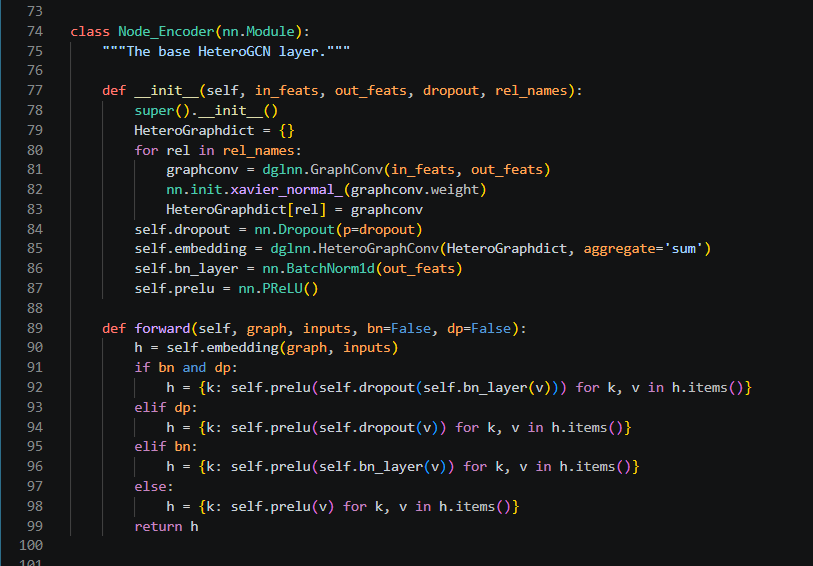 73
74 class Node_Encoder(nn.Module):
75     """The base HeteroGCN layer."""
76
77     def __init__(self, in_feats, out_feats, dropout, rel_names):
78         super().__init__()
79         HeteroGraphdict = {}
80         for rel in rel_names:
81             graphconv = dglnn.GraphConv(in_feats, out_feats)
82             nn.init.xavier_normal_(graphconv.weight)
83             HeteroGraphdict[rel] = graphconv
84         self.dropout = nn.Dropout(p=dropout)
85         self.embedding = dglnn.HeteroGraphConv(HeteroGraphdict, aggregate='sum')
86         self.bn_layer = nn.BatchNorm1d(out_feats)
87         self.prelu = nn.PReLU()
88
89     def forward(self, graph, inputs, bn=False, dp=False):
90         h = self.embedding(graph, inputs)
91         if bn and dp:
92             h = {k: self.prelu(self.dropout(self.bn_layer(v))) for k, v in h.items()}
93         elif dp:
94             h = {k: self.prelu(self.dropout(v)) for k, v in h.items()}
95         elif bn:
96             h = {k: self.prelu(self.bn_layer(v)) for k, v in h.items()}
97         else:
98             h = {k: self.prelu(v) for k, v in h.items()}
99         return h
100
101